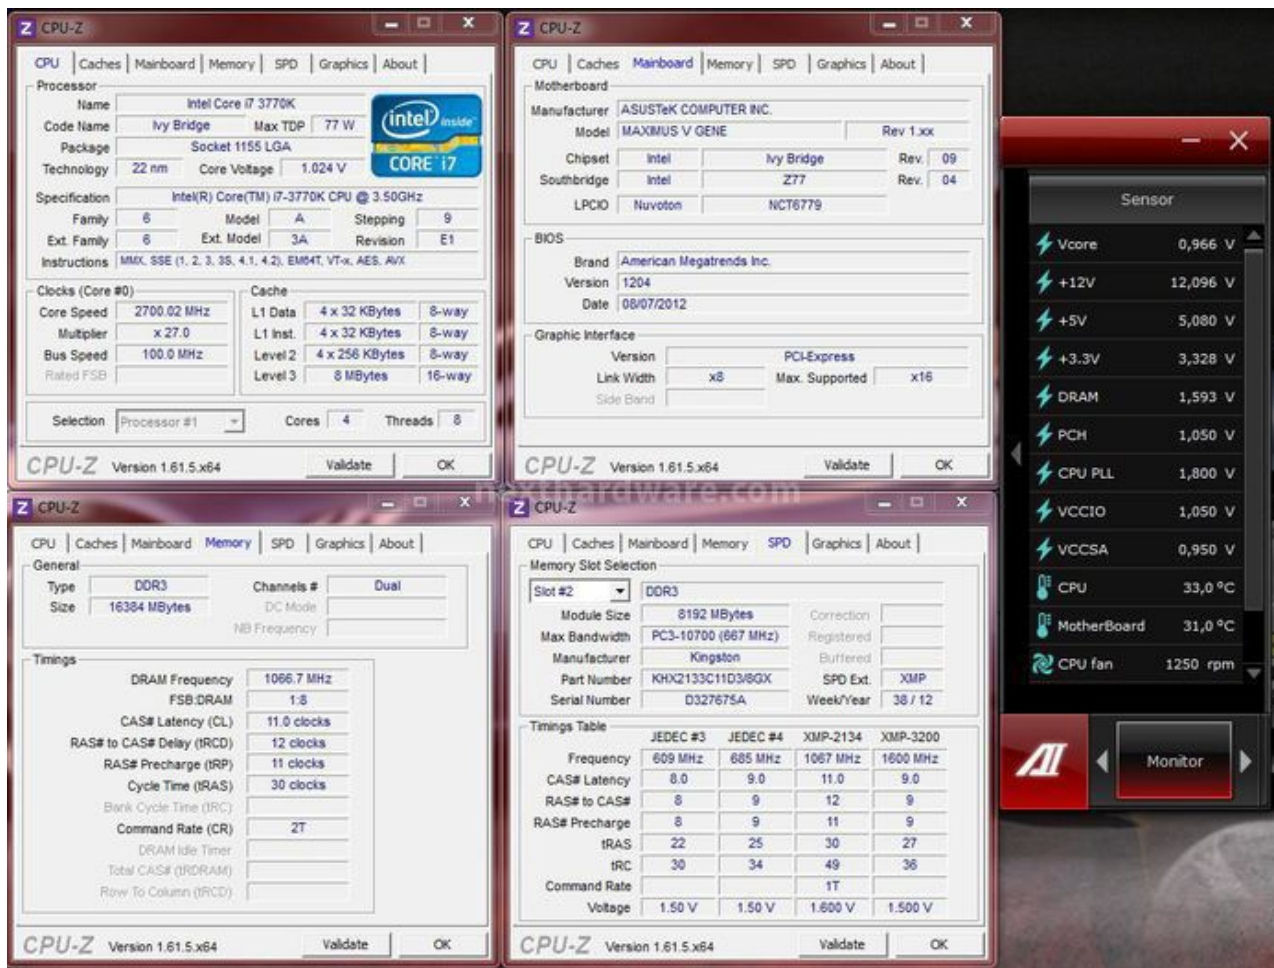 CPU-Z
CPU Caches Mainboard Memory SPD Graphics About
Processor
Name Intel Core i7 3770K
Code Name Ivy Bridge Max TDP 77 W
Package Socket 1155 LGA
Technology 22 nm Core Voltage 1.024 V
intel inside
CORE i7
Specification Intel(R) Core(TM) i7-3770K CPU @ 3.50GHz
Family 6 Model A Stepping 9
Ext. Family 6 Ext. Model 3A Revision E1
Instructions MMX, SSE (1, 2, 3, 3S, 4.1, 4.2), EM64T, VT-x, AES, AVX
Clocks (Core #0)
Core Speed 2700.02 MHz
Multiplier x 27.0
Bus Speed 100.0 MHz
Rated FSB
Cache
L1 Data 4 x 32 KBytes 8-way
L1 Inst. 4 x 32 KBytes 8-way
Level 2 4 x 256 KBytes 8-way
Level 3 8 MBytes 16-way
Selection Processor #1 Cores 4 Threads 8
CPU-Z Version 1.61.5.x64 Validate OK
CPU-Z
CPU Caches Mainboard Memory SPD Graphics About
Motherboard
Manufacturer ASUSTeK COMPUTER INC.
Model MAXIMUS V GENE Rev 1.xx
Chipset Intel Ivy Bridge Rev. 09
Southbridge Intel Z77 Rev. 04
LPCIO Nuvoton NCT6779
BIOS
Brand American Megatrends Inc.
Version 1204
Date 08/07/2012
Graphic Interface
Version PCI-Express
Link Width x8 Max. Supported x16
Side Band
CPU-Z Version 1.61.5.x64 Validate OK
nexthardware.com
CPU-Z
CPU Caches Mainboard Memory SPD Graphics About
General
Type DDR3 Channels # Dual
Size 16384 MBytes DC Mode
NB Frequency
Timings
DRAM Frequency 1066.7 MHz
FSB:DRAM 1:8
CAS# Latency (CL) 11.0 clocks
RAS# to CAS# Delay (tRCD) 12 clocks
RAS# Precharge (tRP) 11 clocks
Cycle Time (tRAS) 30 clocks
Bank Cycle Time (tRC)
Command Rate (CR) 2T
DRAM Idle Timer
Total CAS# (tRDRAM)
Row To Column (tRCD)
CPU-Z Version 1.61.5.x64 Validate OK
CPU-Z
CPU Caches Mainboard Memory SPD Graphics About
Memory Slot Selection
Slot #2 DDR3
Module Size 8192 MBytes Correction
Max Bandwidth PC3-10700 (667 MHz) Registered
Manufacturer Kingston Buffered
Part Number KHX2133C11D3/8GX SPD Ext. XMP
Serial Number D327675A Week/Year 38 / 12
Timings Table
JEDEC #3 JEDEC #4 XMP-2134 XMP-3200
Frequency 609 MHz 685 MHz 1067 MHz 1600 MHz
CAS# Latency 8.0 9.0 11.0 9.0
RAS# to CAS# 8 9 12 9
RAS# Precharge 8 9 11 9
tRAS 22 25 30 27
tRC 30 34 49 36
Command Rate 1T
Voltage 1.50 V 1.50 V 1.600 V 1.500 V
CPU-Z Version 1.61.5.x64 Validate OK
Sensor
Vcore 0,966 V
+12V 12,096 V
+5V 5,080 V
+3.3V 3,328 V
DRAM 1,593 V
PCH 1,050 V
CPU PLL 1,800 V
VCCIO 1,050 V
VCCSA 0,950 V
CPU 33,0 ºC
MotherBoard 31,0 ºC
CPU fan 1250 rpm
AI Monitor